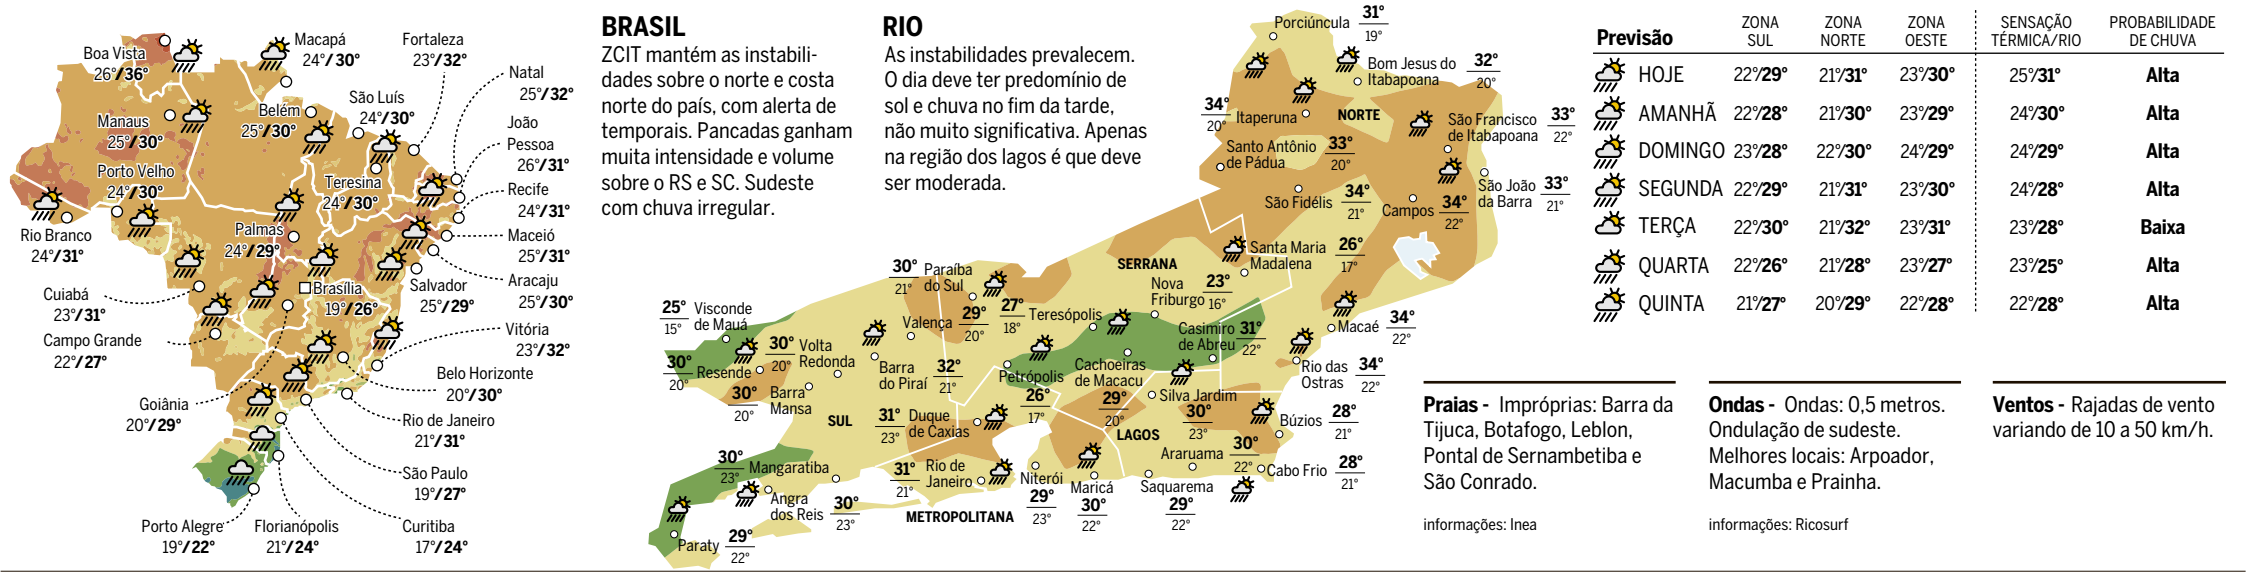 Boa Vista
26°/36°
Macapá
24°/30°
Fortaleza
23°/32°
Natal
25°/32°
Manaus
25°/30°
Belém
25°/30°
São Luís
24°/30°
João
Pessoa
26°/31°
Porto Velho
24°/30°
Teresina
24°/30°
Recife
24°/31°
Rio Branco
24°/31°
Palmas
24°/29°
Maceió
25°/31°
Cuiabá
23°/31°
Brasília
19°/26°
Salvador
25°/29°
Aracaju
25°/30°
Campo Grande
22°/27°
Vitória
23°/32°
Belo Horizonte
20°/30°
Goiânia
20°/29°
Rio de Janeiro
21°/31°
São Paulo
19°/27°
Porto Alegre
19°/22°
Florianópolis
21°/24°
Curitiba
17°/24°
BRASIL
ZCIT mantém as instabili-
dades sobre o norte e costa
norte do país, com alerta de
temporais. Pancadas ganham
muita intensidade e volume
sobre o RS e SC. Sudeste
com chuva irregular.
RIO
As instabilidades prevalecem.
O dia deve ter predomínio de
sol e chuva no fim da tarde,
não muito significativa. Apenas
na região dos lagos é que deve
ser moderada.
Porciúncula 31°
19°
Bom Jesus do
Itabapoana 32°
20°
34°
20° Itaperuna
NORTE
São Francisco
de Itabapoana 33°
22°
Santo Antônio
de Pádua 33°
20°
São Fidélis 34°
21°
Campos 34°
22°
São João
da Barra 33°
21°
Santa Maria
Madalena 26°
17°
SERRANA
30°
21° Paraíba
do Sul
Nova
Friburgo 23°
16°
25°
15° Visconde
de Mauá
Valença 29°
20°
27°
18° Teresópolis
Casimiro
de Abreu 31°
22°
Macaé 34°
22°
30°
20° Resende
30°
20° Volta
Redonda
Barra
do Piraí 32°
21°
Petrópolis
26°
17°
Cachoeiras
de Macacu
29°
20°
Rio das
Ostras 34°
22°
30°
20° Barra
Mansa
Silva Jardim
30°
23°
SUL
31°
23° Duque
de Caxias
LAGOS
Búzios 28°
21°
30°
23° Mangaratiba
31°
21° Rio de
Janeiro
Araruama 30°
22°
Cabo Frio 28°
21°
Angra
dos Reis 30°
23°
Niterói
29°
23°
Maricá
30°
22°
Saquarema
29°
22°
METROPOLITANA
Paraty 29°
22°
Previsão ZONA SUL ZONA NORTE ZONA OESTE SENSAÇÃO TÉRMICA/RIO PROBABILIDADE DE CHUVA
HOJE 22°/29° 21°/31° 23°/30° 25°/31° Alta
AMANHÃ 22°/28° 21°/30° 23°/29° 24°/30° Alta
DOMINGO 23°/28° 22°/30° 24°/29° 24°/29° Alta
SEGUNDA 22°/29° 21°/31° 23°/30° 24°/28° Alta
TERÇA 22°/30° 21°/32° 23°/31° 23°/28° Baixa
QUARTA 22°/26° 21°/28° 23°/27° 23°/25° Alta
QUINTA 21°/27° 20°/29° 22°/28° 22°/28° Alta
Praias - Impróprias: Barra da
Tijuca, Botafogo, Leblon,
Pontal de Sernambetiba e
São Conrado.
informações: Inea
Ondas - Ondas: 0,5 metros.
Ondulação de sudeste.
Melhores locais: Arpoador,
Macumba e Prainha.
informações: Ricosurf
Ventos - Rajadas de vento
variando de 10 a 50 km/h.